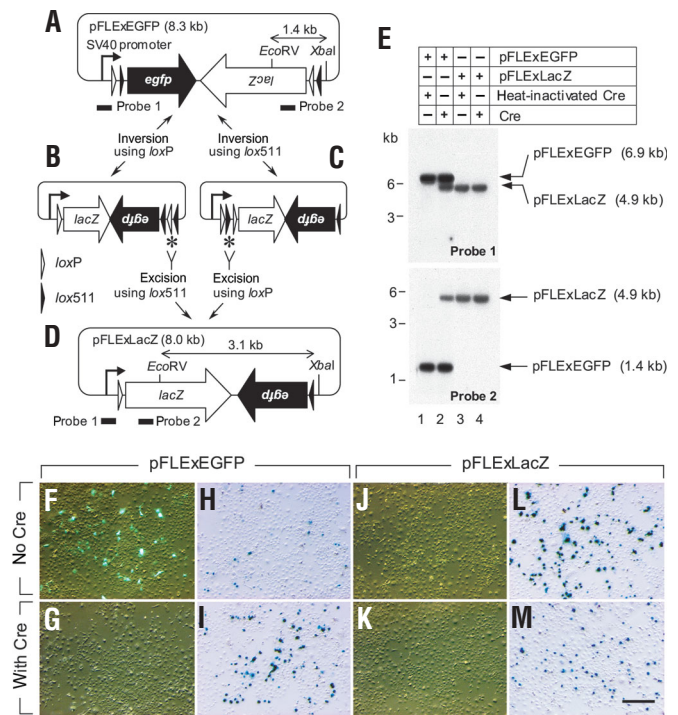 A
pFLExEGFP (8.3 kb)
1.4 kb
SV40 promoter
EcoRV
XbaI
egfp
lacZ
Probe 1
Probe 2
Inversion
using loxP
Inversion
using lox511
B
C
lacZ
egfp
lacZ
egfp
*
*
loxP
lox511
Excision
using lox511
Excision
using loxP
D
pFLExLacZ (8.0 kb)
3.1 kb
EcoRV
XbaI
lacZ
egfp
Probe 1
Probe 2
E
+ + − − pFLExEGFP
− − + + pFLExLacZ
+ − + − Heat-inactivated Cre
− + − + Cre
kb
6
3
pFLExEGFP (6.9 kb)
pFLExLacZ (4.9 kb)
Probe 1
6
3
1
pFLExLacZ (4.9 kb)
pFLExEGFP (1.4 kb)
Probe 2
1 2 3 4
pFLExEGFP
pFLExLacZ
No Cre
F H J L
With Cre
G I K M